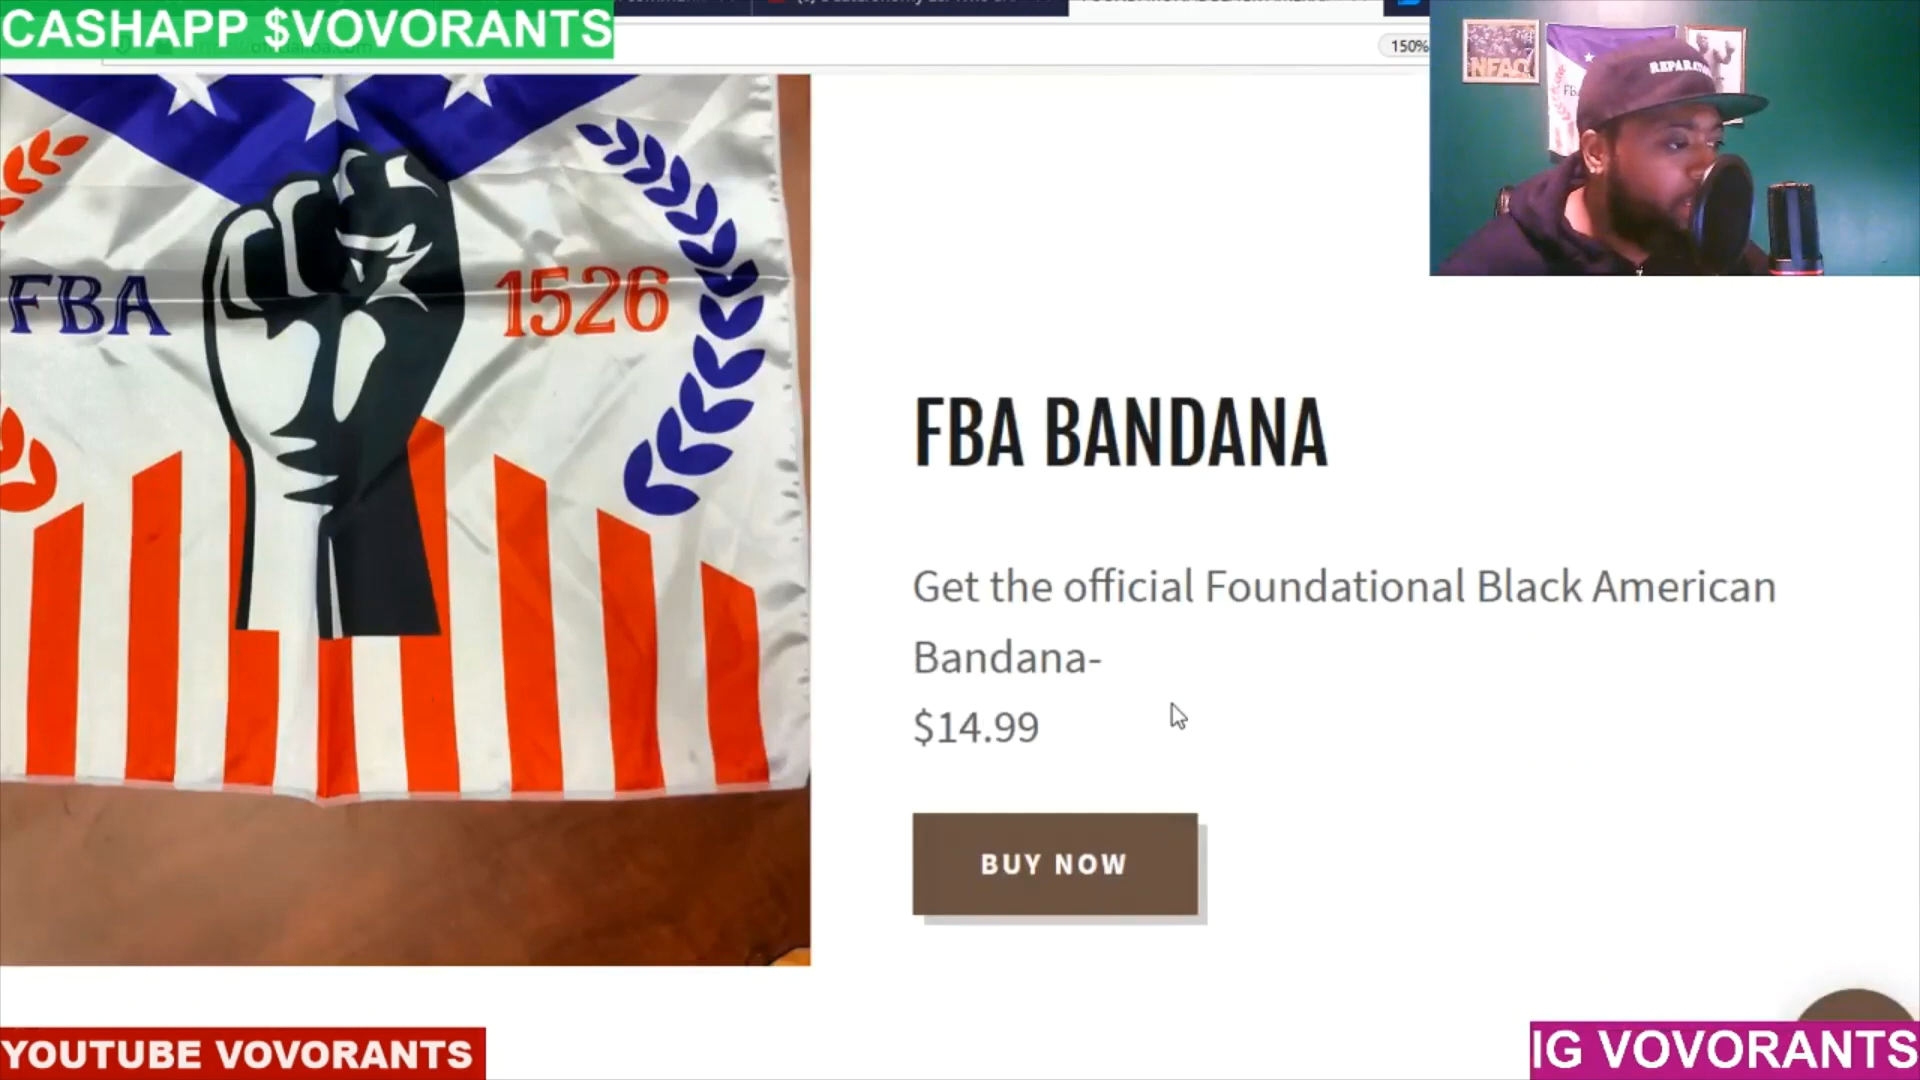 CASHAPP $VOVORANTS
150%
NFAC
FBA
1526
FBA BANDANA
Get the official Foundational Black American
Bandana-
$14.99
BUY NOW
YOUTUBE VOVORANTS
IG VOVORANTS